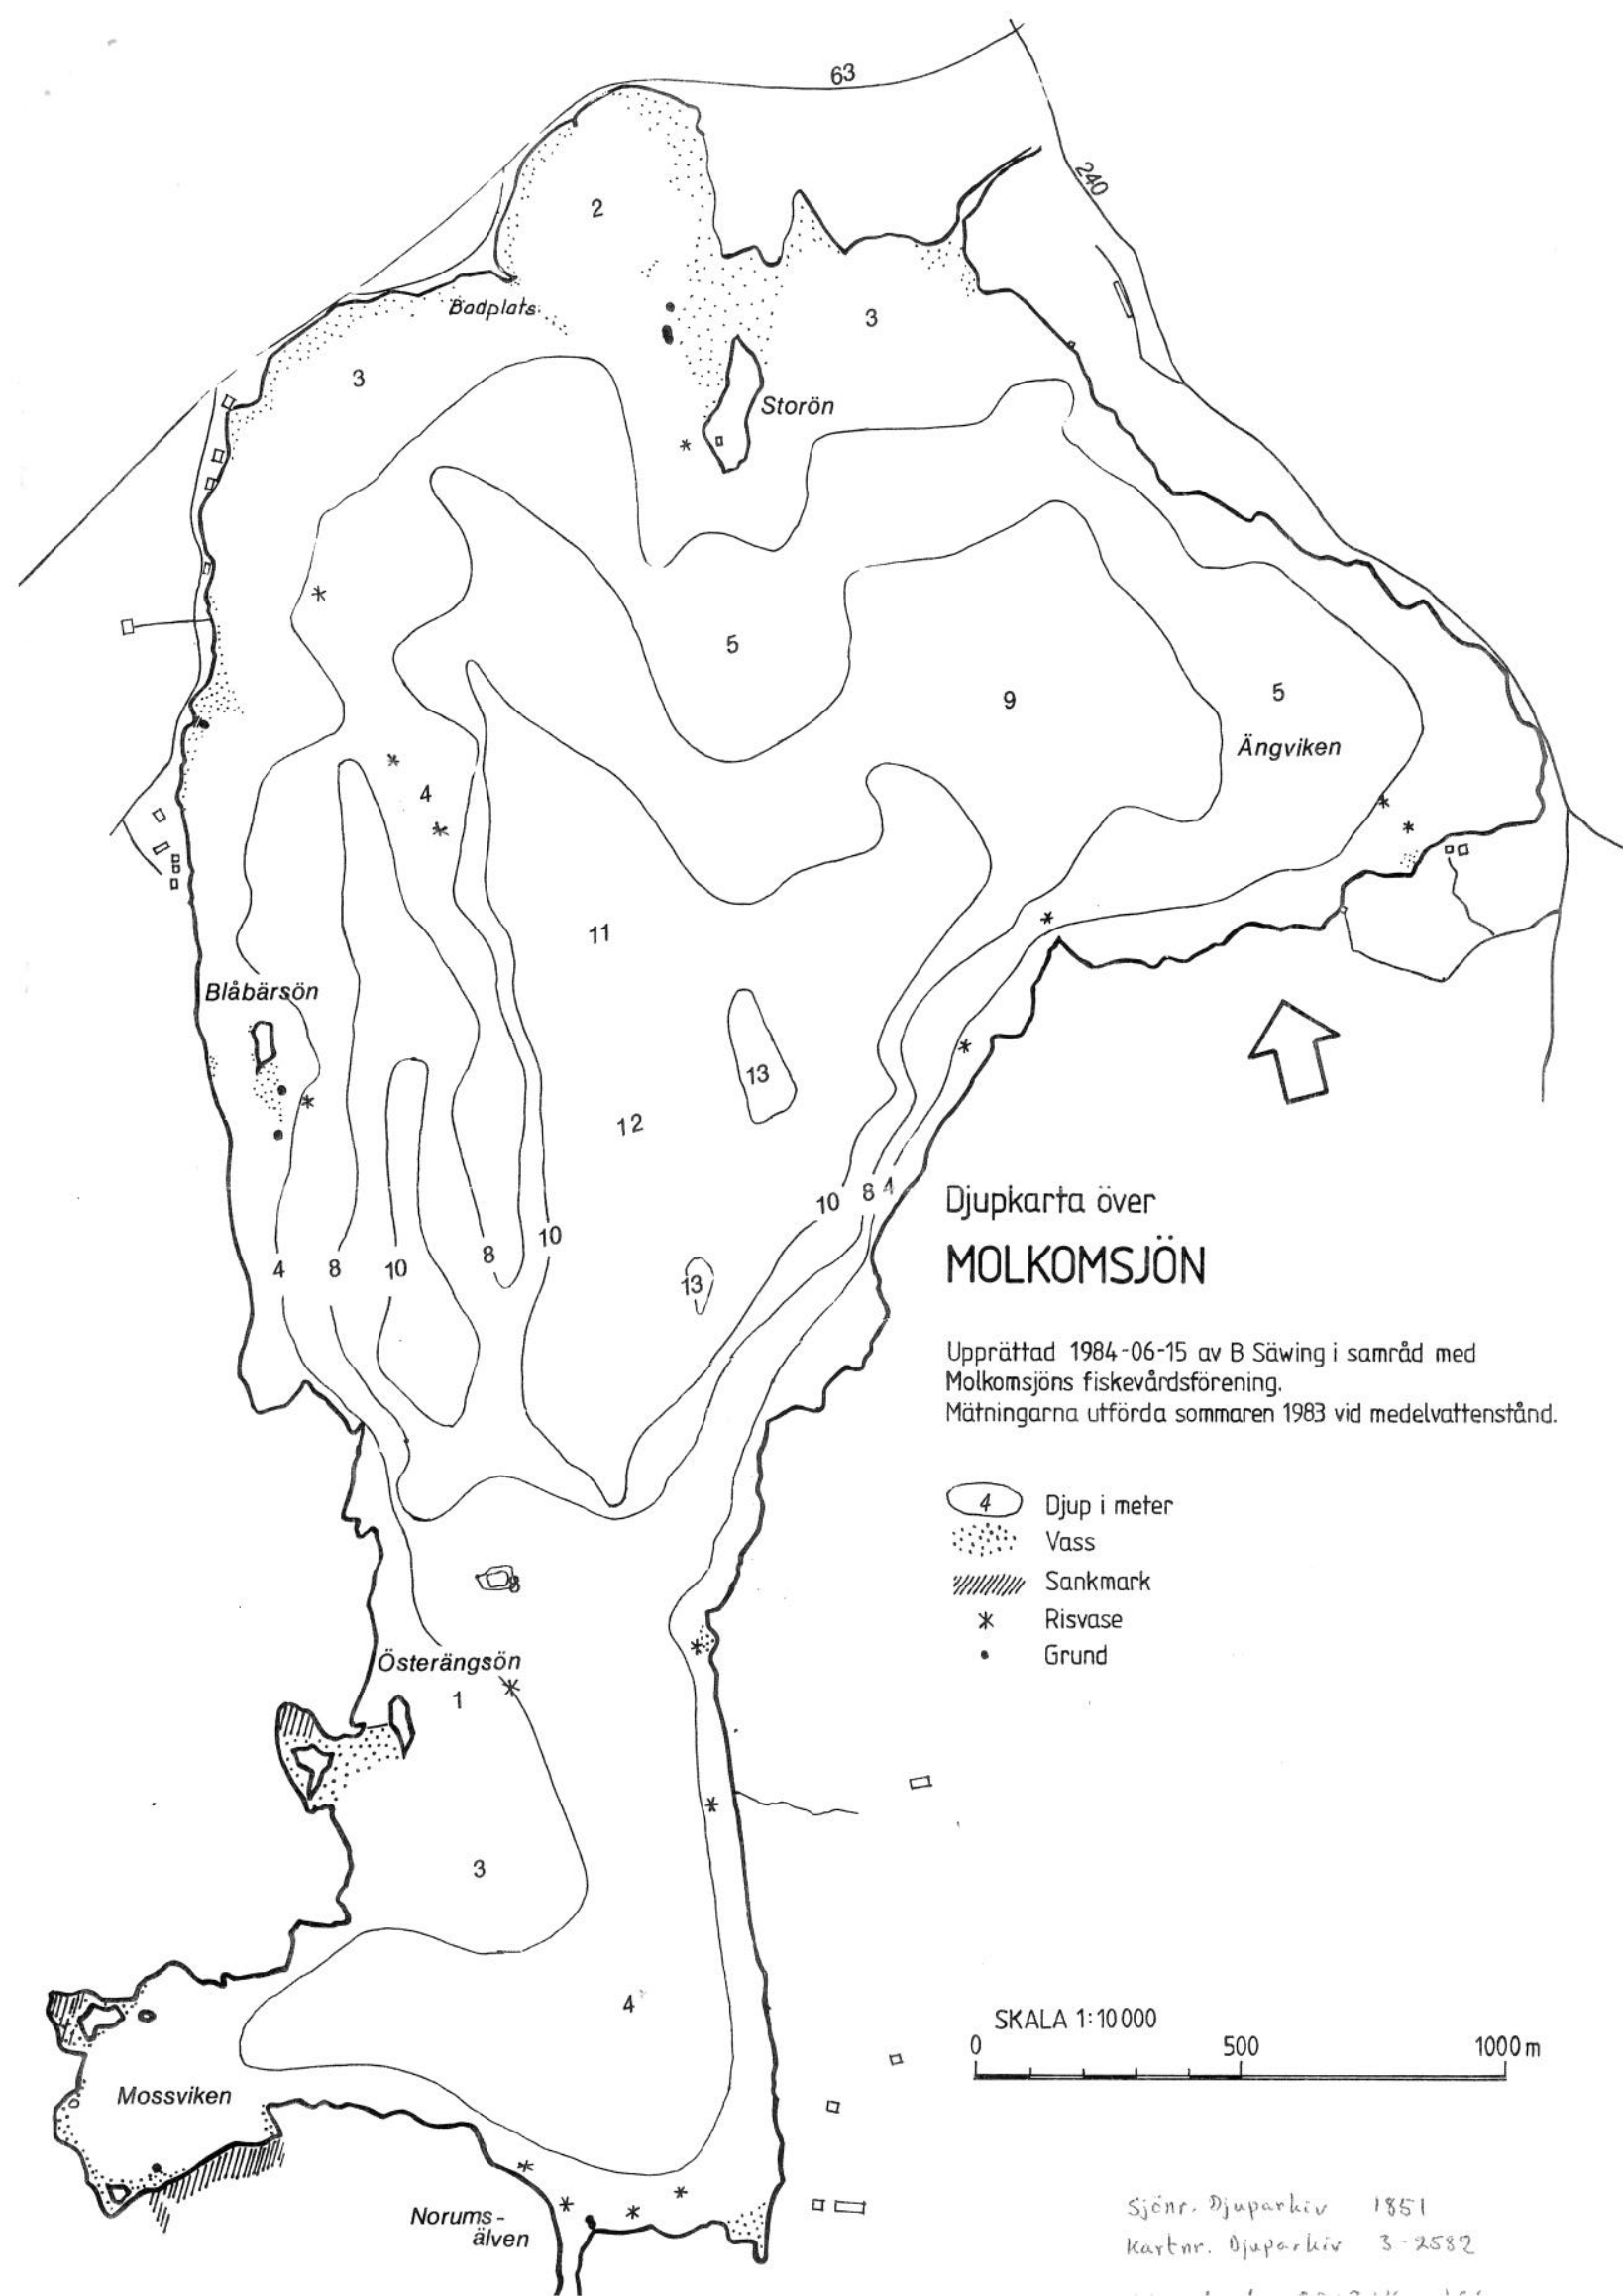 63
240
2
Badplats
3
3
Storön
5
9
5
Ängviken
4
11
Blåbärsön
13
12
10
8
4
10
8
13
4
8
10
Djupkarta över
MOLKOMSJÖN
Upprättad 1984-06-15 av B Säwing i samråd med
Molkomsjöns fiskevårdsförening.
Mätningarna utförda sommaren 1983 vid medelvattenstånd.
4 Djup i meter
Vass
Sankmark
Risvase
Grund
8
Österängsön
1
3
4
SKALA 1:10 000
0 500 1000 m
Mossviken
Norums-
älven
Sjönr. Djuparkiv 1851
Kartnr. Djuparkiv 3-2582